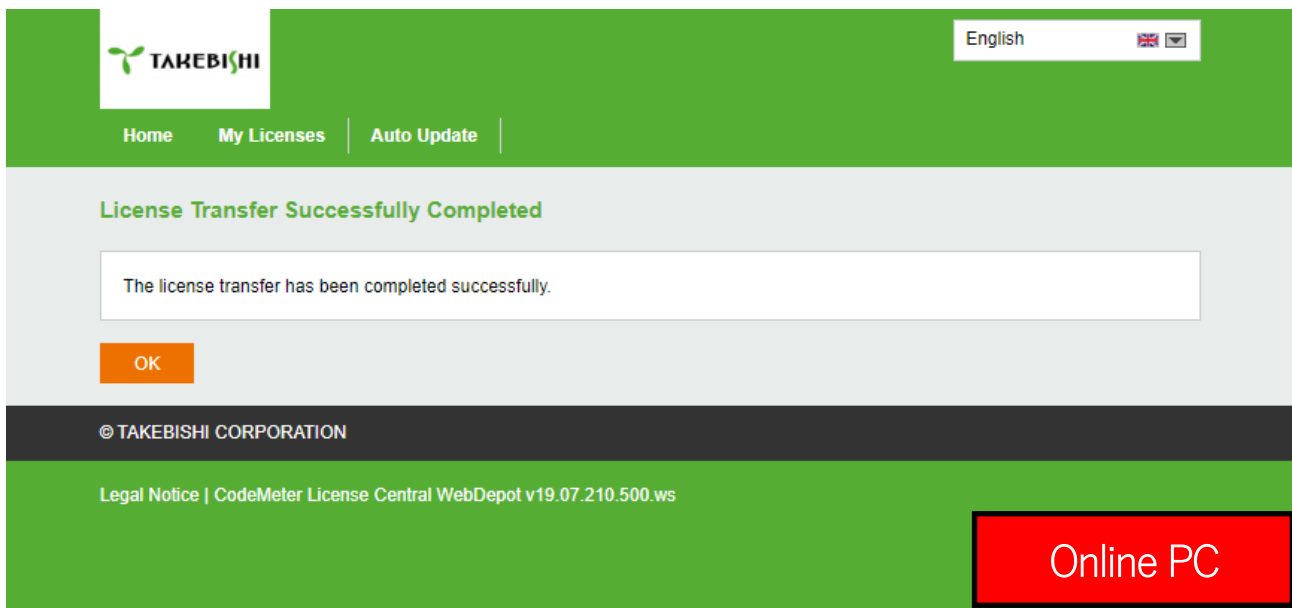 TAKEBISHI
English
Home My Licenses Auto Update
License Transfer Successfully Completed
The license transfer has been completed successfully.
OK
© TAKEBISHI CORPORATION
Legal Notice | CodeMeter License Central WebDepot v19.07.210.500.ws
Online PC